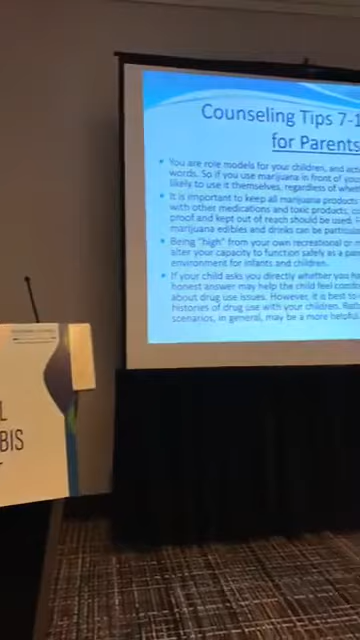 Counseling Tips 7-1
for Parents
• You are role models for your children, and acti
words. So if you use marijuana in front of you
likely to use it themselves, regardless of whe
• It is important to keep all marijuana products
with other medications and toxic products, c
proof and kept out of reach should be used.
marijuana edibles and drinks can be particula
• Being "high" from your own recreational or m
alter your capacity to function safely as a par
environment for infants and children.
• If your child asks you directly whether you ha
honest answer may help the child feel comfor
about drug use issues. However, it is best to
histories of drug use with your children. Rath
scenarios, in general, may be a more helpful
L
BIS